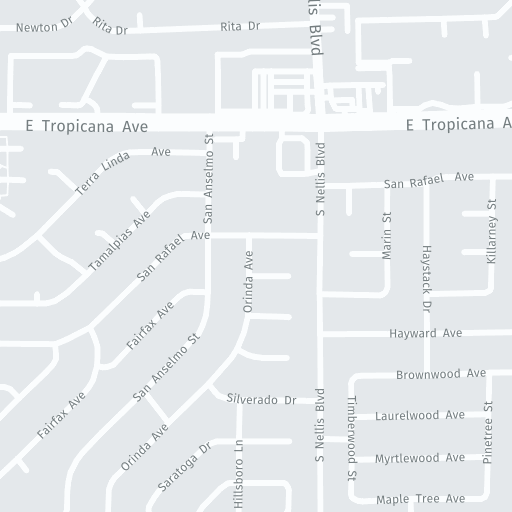 Newton Dr
Rita Dr
Rita Dr
lis Blvd
E Tropicana Ave
E Tropicana A
Terra Linda Ave
San Anselmo St
S Nellis Blvd
San Rafael Ave
Tamalpias Ave
San Rafael Ave
Marin St
Killarney St
Orinda Ave
Haystack Dr
Fairfax Ave
Hayward Ave
San Anselmo St
Brownwood Ave
Fairfax Ave
Silverado Dr
S Nellis Blvd
Timberwood St
Laurelwood Ave
Pinetree St
Orinda Ave
Saratoga Dr
Hillsboro Ln
Myrtlewood Ave
Maple Tree Ave